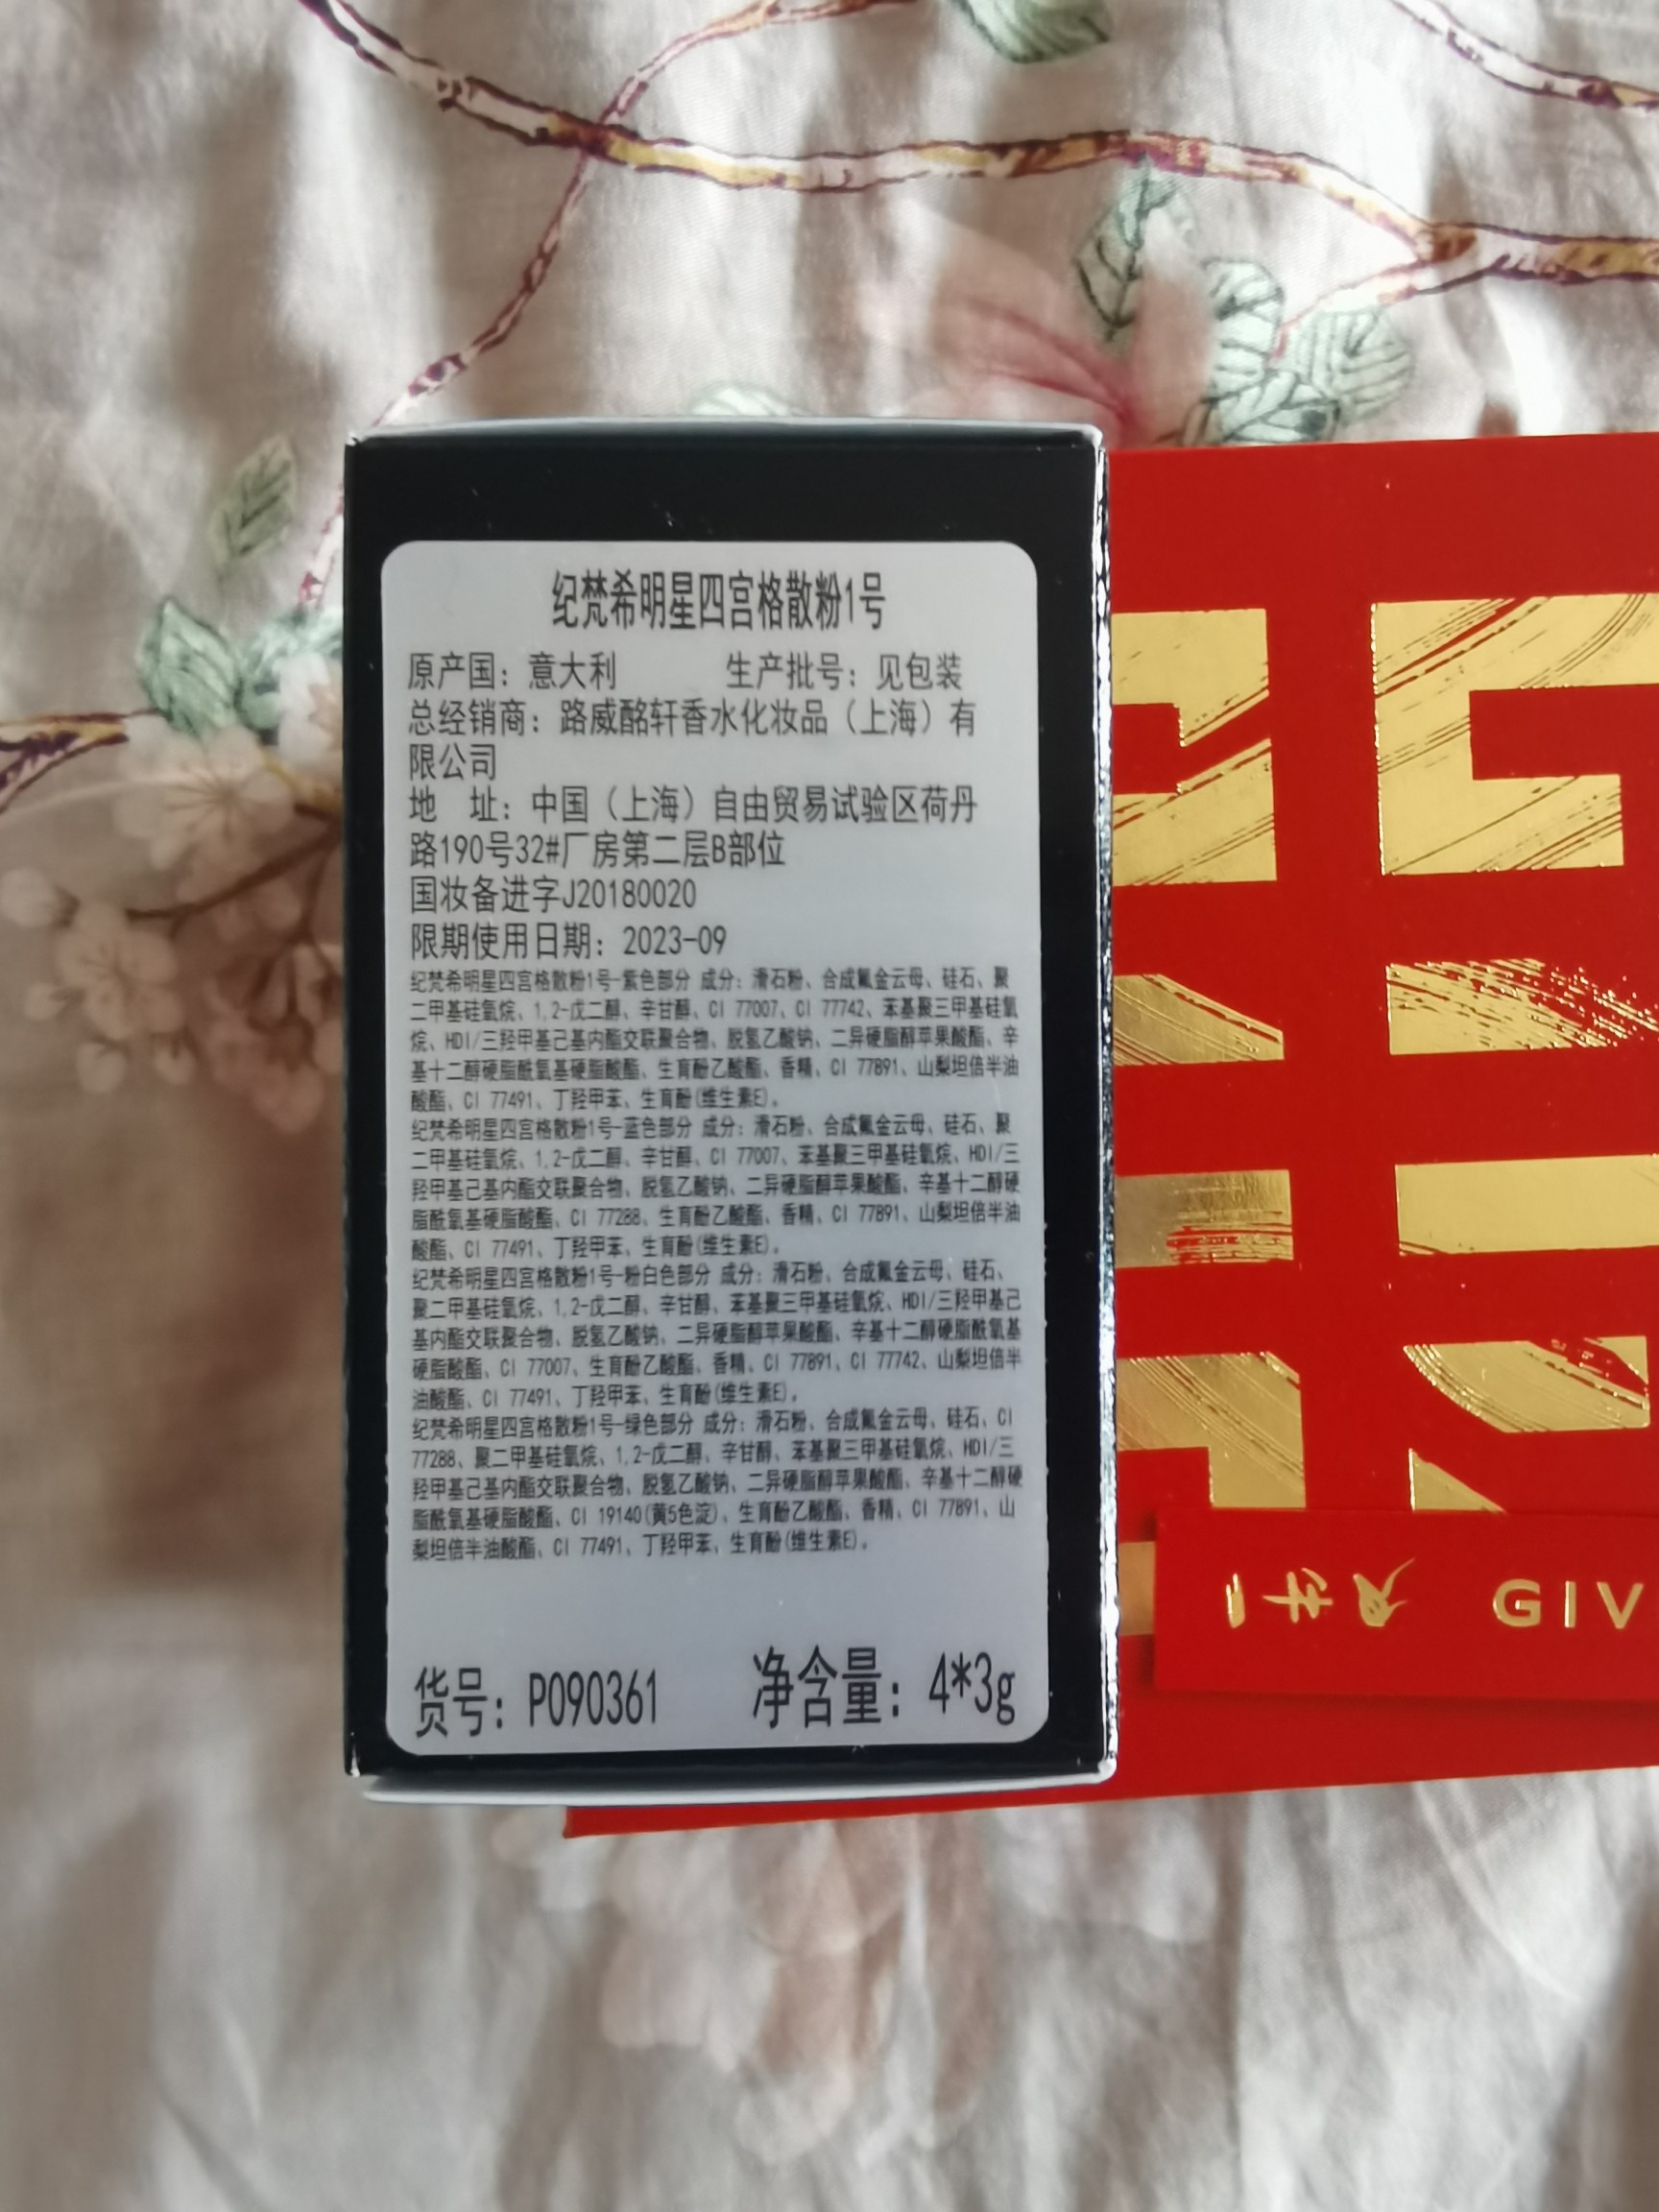 纪梵希明星四宫格散粉1号
原产国：意大利 生产批号：见包装
总经销商：路威酩轩香水化妆品（上海）有
限公司
地 址：中国（上海）自由贸易试验区荷丹
路190号32#厂房第二层B部位
国妆备进字J20180020
限期使用日期：2023-09
纪梵希明星四宫格散粉1号-紫色部分 成分：滑石粉、合成氟金云母、硅石、聚
二甲基硅氧烷、1,2-戊二醇、辛甘醇、CI 77007、CI 77742、苯基聚三甲基硅氧
烷、HDI/三羟甲基己基内酯交联聚合物、脱氢乙酸钠、二异硬脂醇苹果酸酯、辛
基十二醇硬脂酰氧基硬脂酸酯、生育酚乙酸酯、香精、CI 77891、山梨坦倍半油
酸酯、CI 77491、丁羟甲苯、生育酚(维生素E)。
纪梵希明星四宫格散粉1号-蓝色部分 成分：滑石粉、合成氟金云母、硅石、聚
二甲基硅氧烷、1,2-戊二醇、辛甘醇、CI 77007、苯基聚三甲基硅氧烷、HDI/三
羟甲基己基内酯交联聚合物、脱氢乙酸钠、二异硬脂醇苹果酸酯、辛基十二醇硬
脂酰氧基硬脂酸酯、CI 77288、生育酚乙酸酯、香精、CI 77891、山梨坦倍半油
酸酯、CI 77491、丁羟甲苯、生育酚(维生素E)。
纪梵希明星四宫格散粉1号-粉白色部分 成分：滑石粉、合成氟金云母、硅石、
聚二甲基硅氧烷、1,2-戊二醇、辛甘醇、苯基聚三甲基硅氧烷、HDI/三羟甲基己
基内酯交联聚合物、脱氢乙酸钠、二异硬脂醇苹果酸酯、辛基十二醇硬脂酰氧基
硬脂酸酯、CI 77007、生育酚乙酸酯、香精、CI 77891、CI 77742、山梨坦倍半
油酸酯、CI 77491、丁羟甲苯、生育酚(维生素E)。
纪梵希明星四宫格散粉1号-绿色部分 成分：滑石粉、合成氟金云母、硅石、CI
77288、聚二甲基硅氧烷、1,2-戊二醇、辛甘醇、苯基聚三甲基硅氧烷、HDI/三
羟甲基己基内酯交联聚合物、脱氢乙酸钠、二异硬脂醇苹果酸酯、辛基十二醇硬
脂酰氧基硬脂酸酯、CI 19140(黄5色淀)、生育酚乙酸酯、香精、CI 77891、山
梨坦倍半油酸酯、CI 77491、丁羟甲苯、生育酚(维生素E)。
货号：P090361 净含量：4*3g
GIV